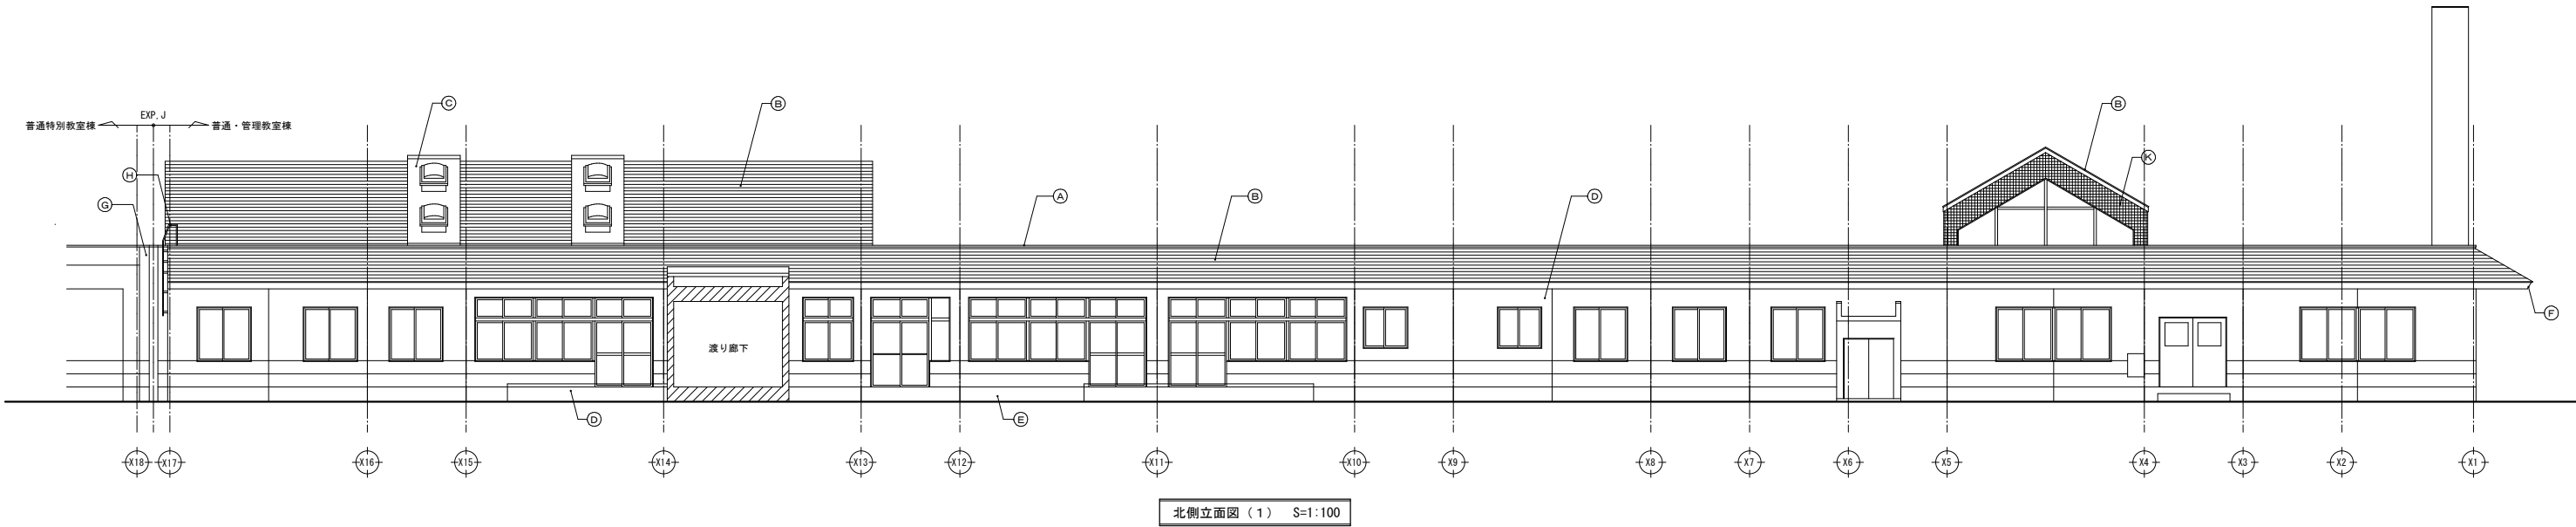 EXP.J
普通特別教室棟
普通・管理教室棟
C
B
B
K
H
G
A
B
D
F
渡り廊下
D
E
X18
X17
X16
X15
X14
X13
X12
X11
X10
X9
X8
X7
X6
X5
X4
X3
X2
X1
北側立面図（１） S=1:100